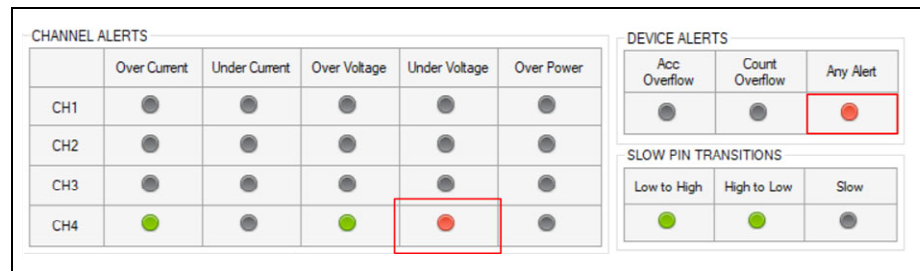 CHANNEL ALERTS
Over Current Under Current Over Voltage Under Voltage Over Power
CH1
CH2
CH3
CH4
DEVICE ALERTS
Acc Overflow
Count Overflow
Any Alert
SLOW PIN TRANSITIONS
Low to High High to Low Slow